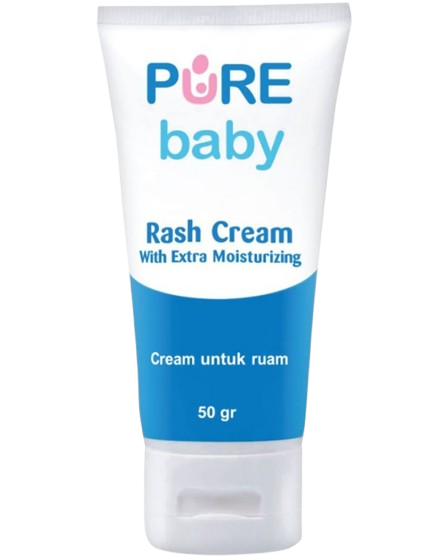 PURE
baby
Rash Cream
With Extra Moisturizing
Cream untuk ruam
50 gr